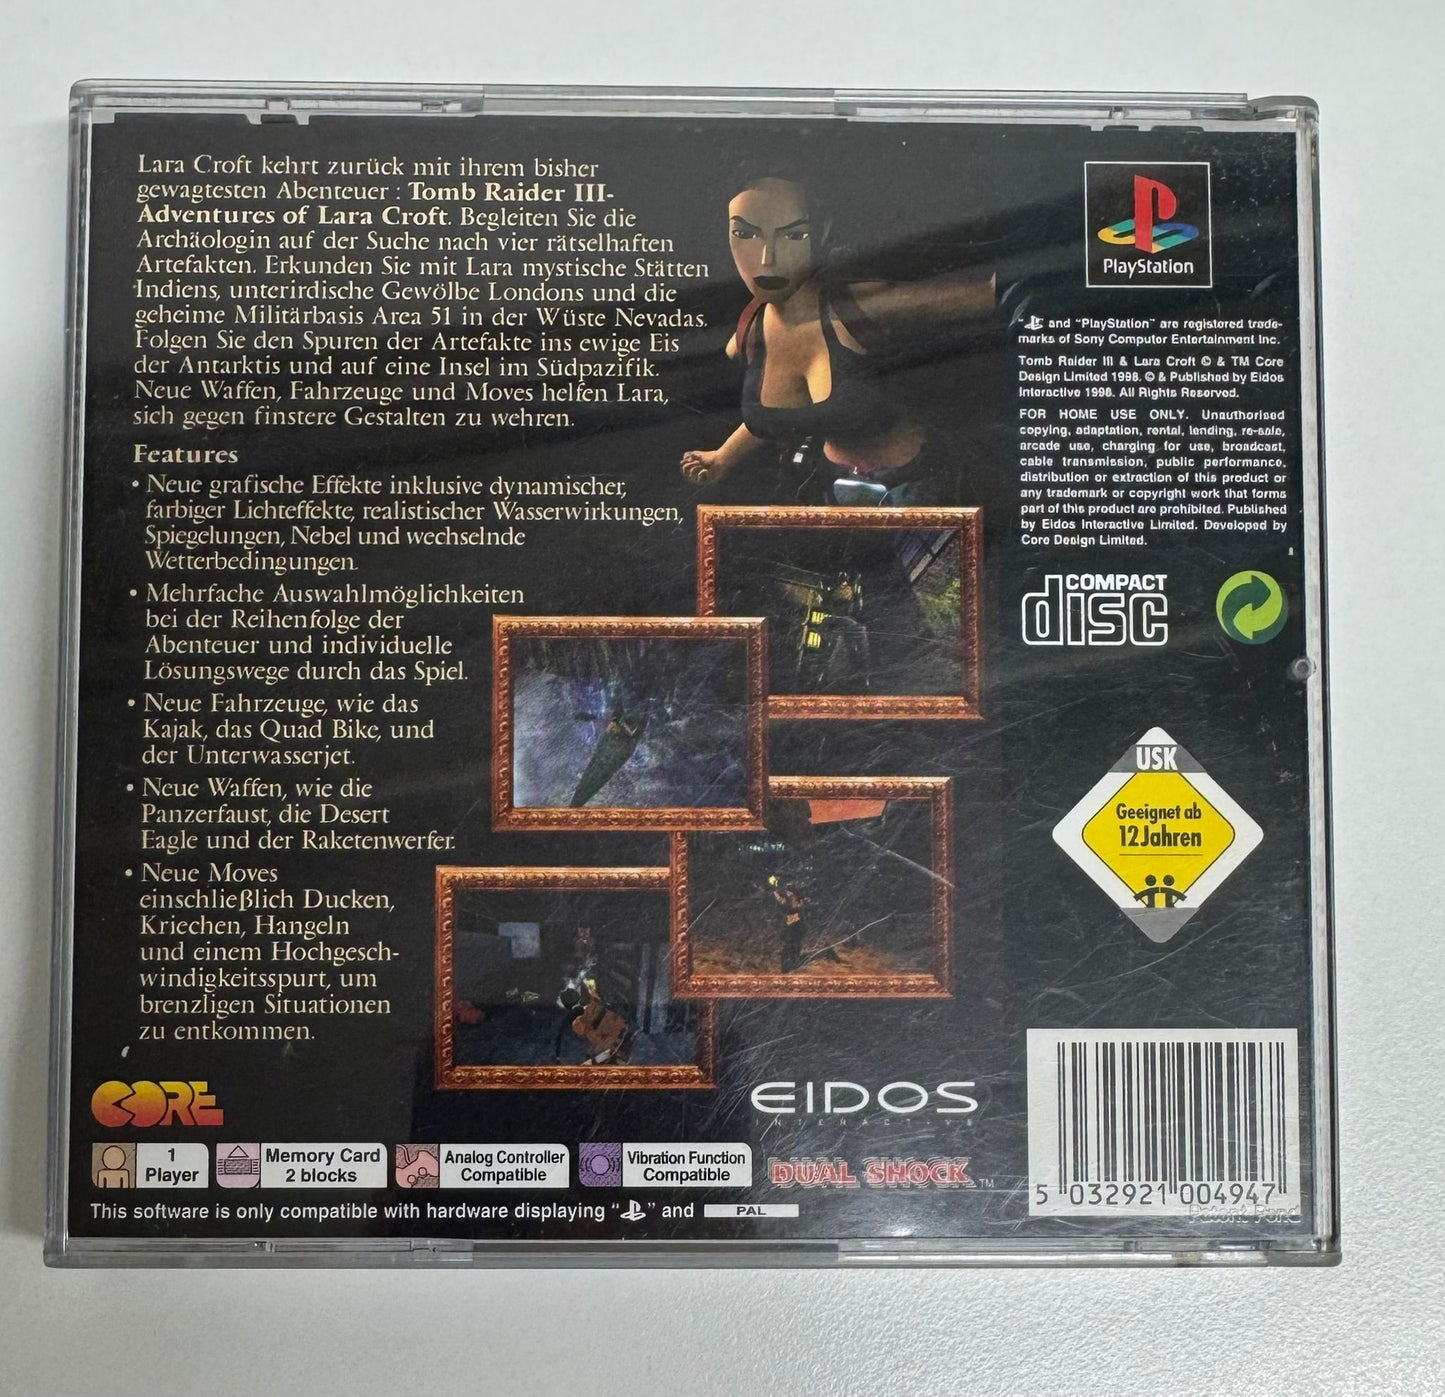 Lara Croft kehrt zurück mit ihrem bisher
gewagtesten Abenteuer : Tomb Raider III-
Adventures of Lara Croft. Begleiten Sie die
Archäologin auf der Suche nach vier rätselhaften
Artefakten. Erkunden Sie mit Lara mystische Stätten
Indiens, unterirdische Gewölbe Londons und die
geheime Militärbasis Area 51 in der Wüste Nevadas.
Folgen Sie den Spuren der Artefakte ins ewige Eis
der Antarktis und auf eine Insel im Südpazifik.
Neue Waffen, Fahrzeuge und Moves helfen Lara,
sich gegen finstere Gestalten zu wehren.
Features
• Neue grafische Effekte inklusive dynamischer,
farbiger Lichteffekte, realistischer Wasserwirkungen,
Spiegelungen, Nebel und wechselnde
Wetterbedingungen.
• Mehrfache Auswahlmöglichkeiten
bei der Reihenfolge der
Abenteuer und individuelle
Lösungswege durch das Spiel.
• Neue Fahrzeuge, wie das
Kajak, das Quad Bike, und
der Unterwasserjet.
• Neue Waffen, wie die
Panzerfaust, die Desert
Eagle und der Raketenwerfer.
• Neue Moves
einschließlich Ducken,
Kriechen, Hangeln
und einem Hochgesch-
windigkeitsspurt, um
brenzligen Situationen
zu entkommen.
PlayStation
" and "PlayStation" are registered trade-
marks of Sony Computer Entertainment Inc.
Tomb Raider III & Lara Croft © & TM Core
Design Limited 1998. © & Published by Eidos
Interactive 1998. All Rights Reserved.
FOR HOME USE ONLY. Unauthorised
copying, adaptation, rental, lending, re-sale,
arcade use, charging for use, broadcast,
cable transmission, public performance,
distribution or extraction of this product or
any trademark or copyright work that forms
part of this product are prohibited. Published
by Eidos Interactive Limited. Developed by
Core Design Limited.
COMPACT
disc
USK
Geeignet ab
12 Jahren
CORE
EIDOS
INTERACTIVE
1
Player
Memory Card
2 blocks
Analog Controller
Compatible
Vibration Function
Compatible
DUAL SHOCK™
This software is only compatible with hardware displaying "" and PAL
5 032921 004947
Patent Pend